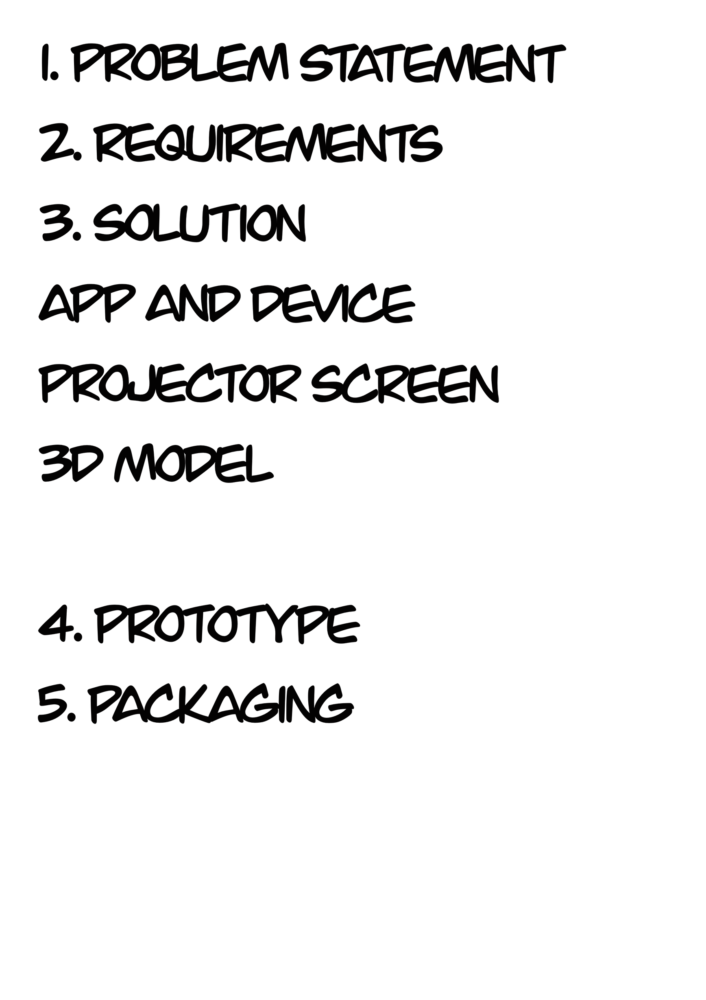 1. PROBLEM STATEMENT
2. REQUIREMENTS
3. SOLUTION
APP AND DEVICE
PROJECTOR SCREEN
3D MODEL
4. PROTOTYPE
5. PACKAGING